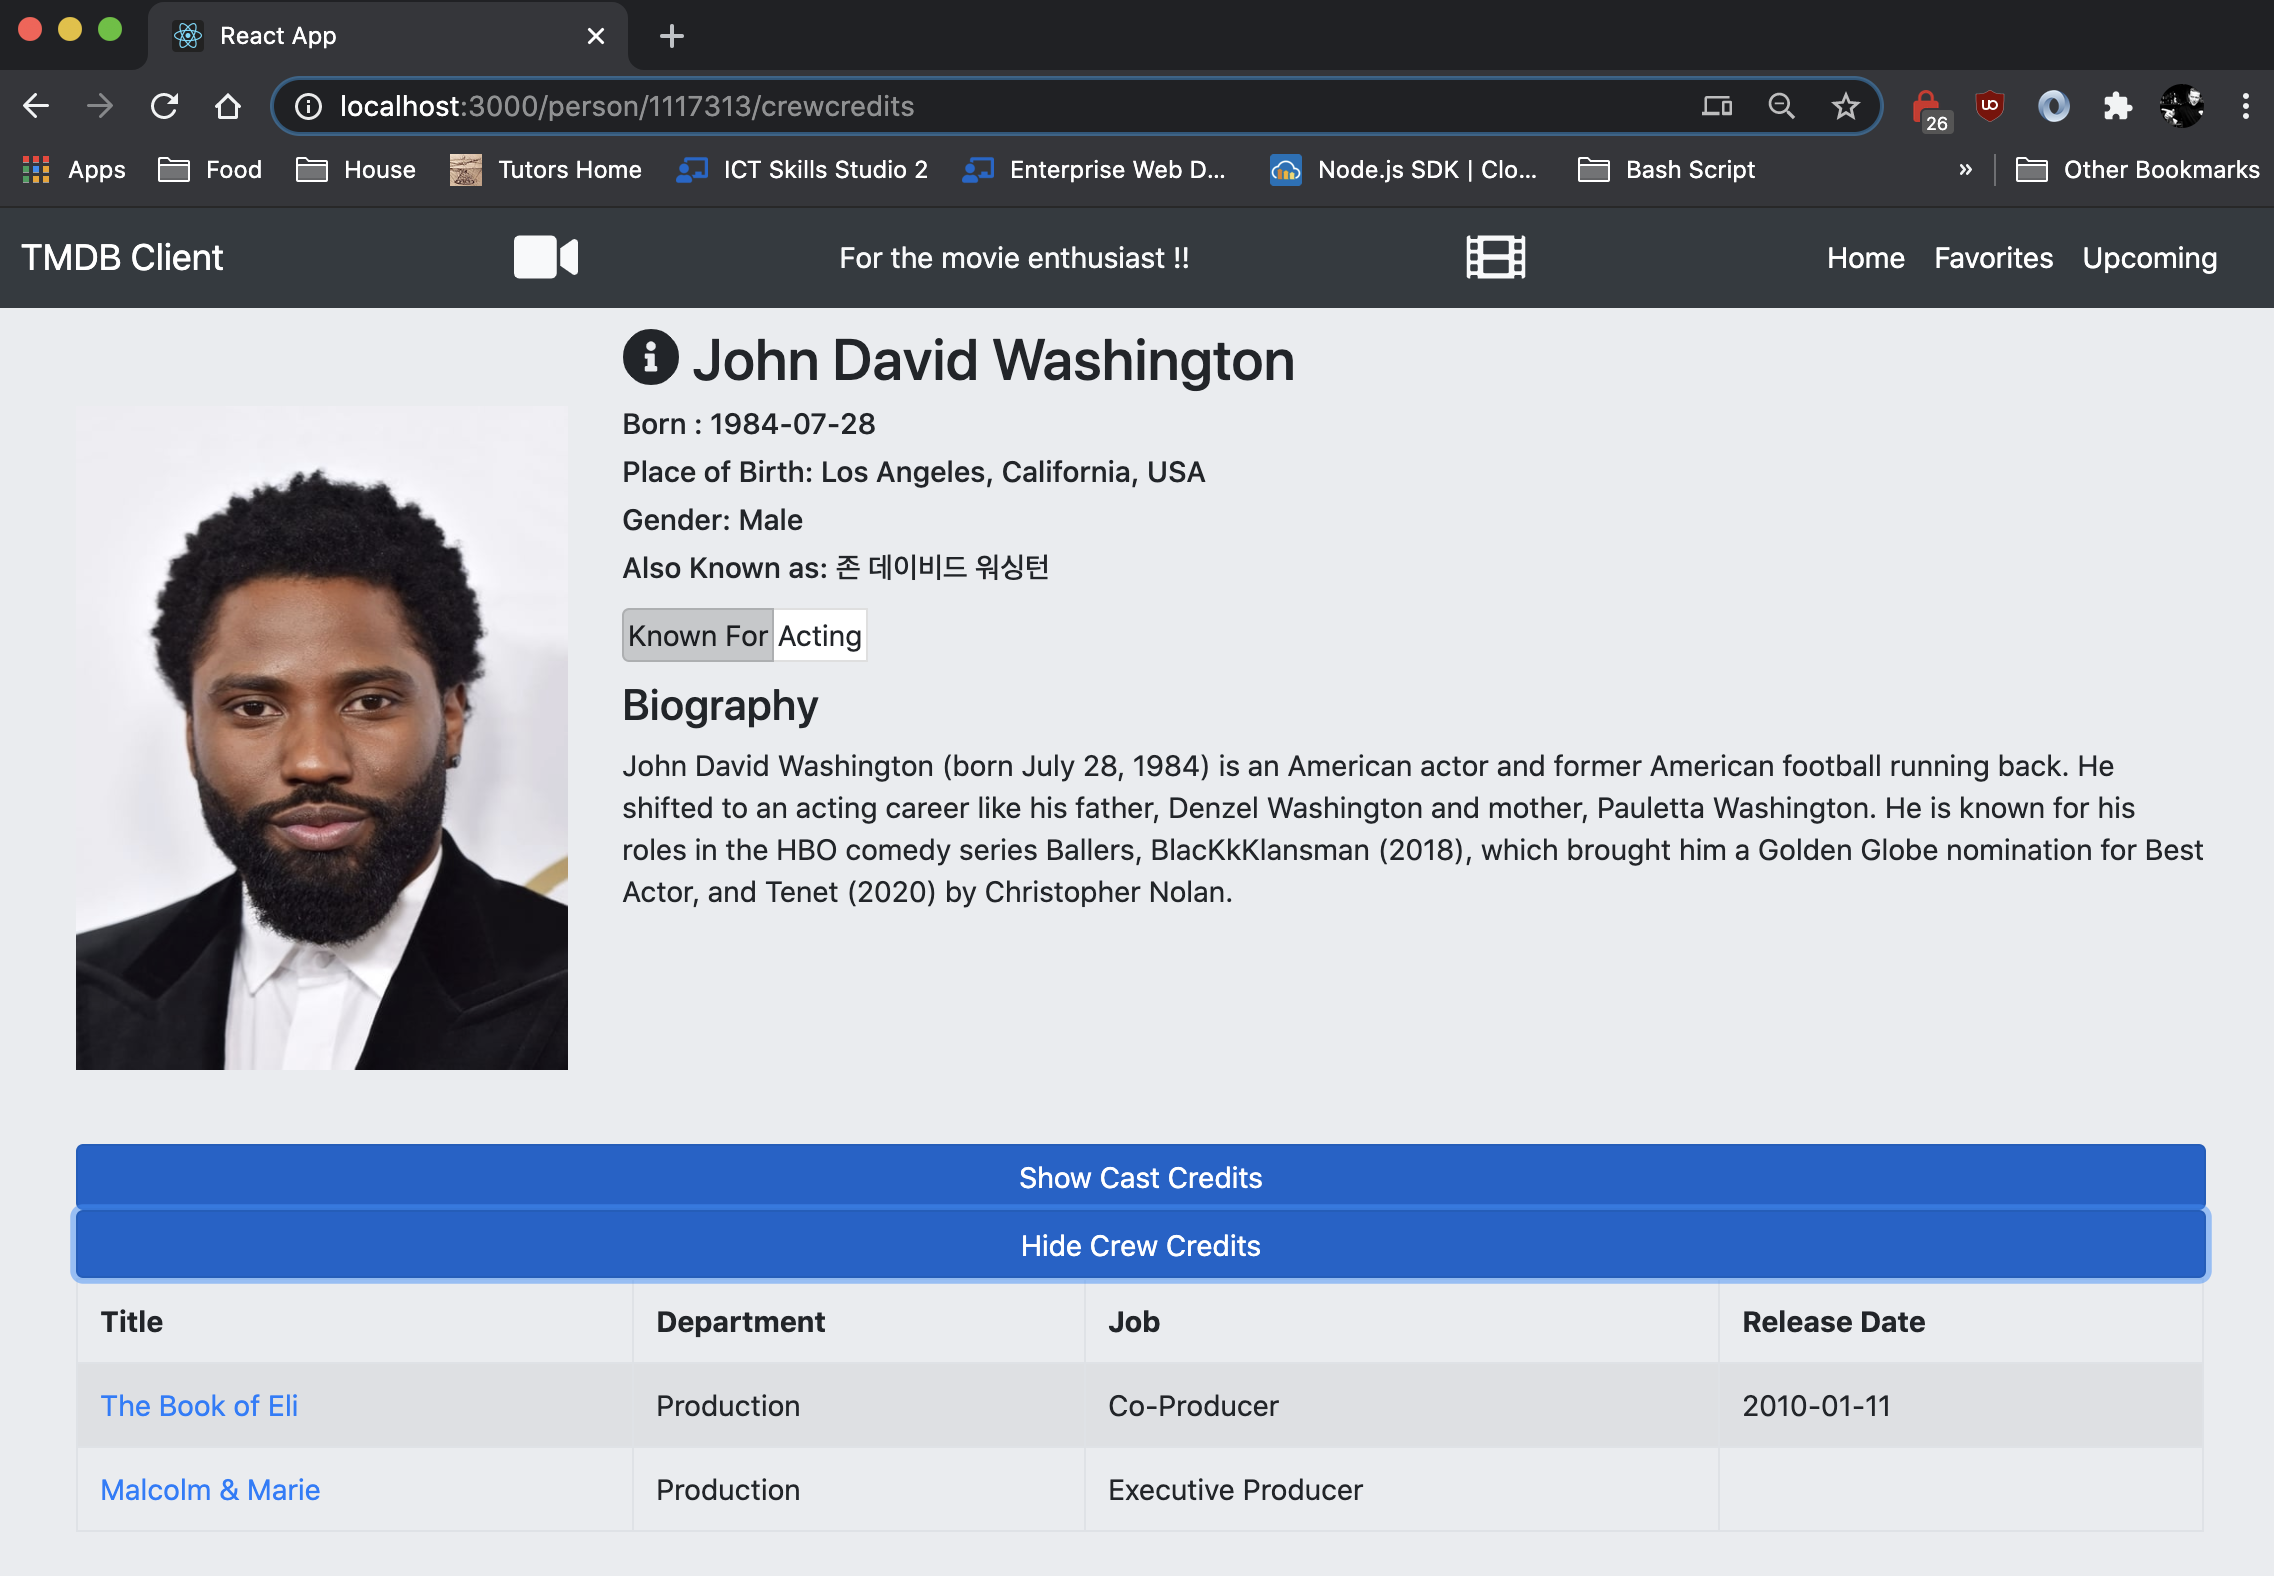 React App
localhost:3000/person/1117313/crewcredits
26
Apps
Food
House
Tutors Home
ICT Skills Studio 2
Enterprise Web D...
Node.js SDK | Clo...
Bash Script
»
Other Bookmarks
TMDB Client
For the movie enthusiast !!
Home
Favorites
Upcoming
John David Washington
Born : 1984-07-28
Place of Birth: Los Angeles, California, USA
Gender: Male
Also Known as: 존 데이비드 워싱턴
Known For Acting
Biography
John David Washington (born July 28, 1984) is an American actor and former American football running back. He
shifted to an acting career like his father, Denzel Washington and mother, Pauletta Washington. He is known for his
roles in the HBO comedy series Ballers, BlacKkKlansman (2018), which brought him a Golden Globe nomination for Best
Actor, and Tenet (2020) by Christopher Nolan.
Show Cast Credits
Hide Crew Credits
Title Department Job Release Date
The Book of Eli Production Co-Producer 2010-01-11
Malcolm & Marie Production Executive Producer